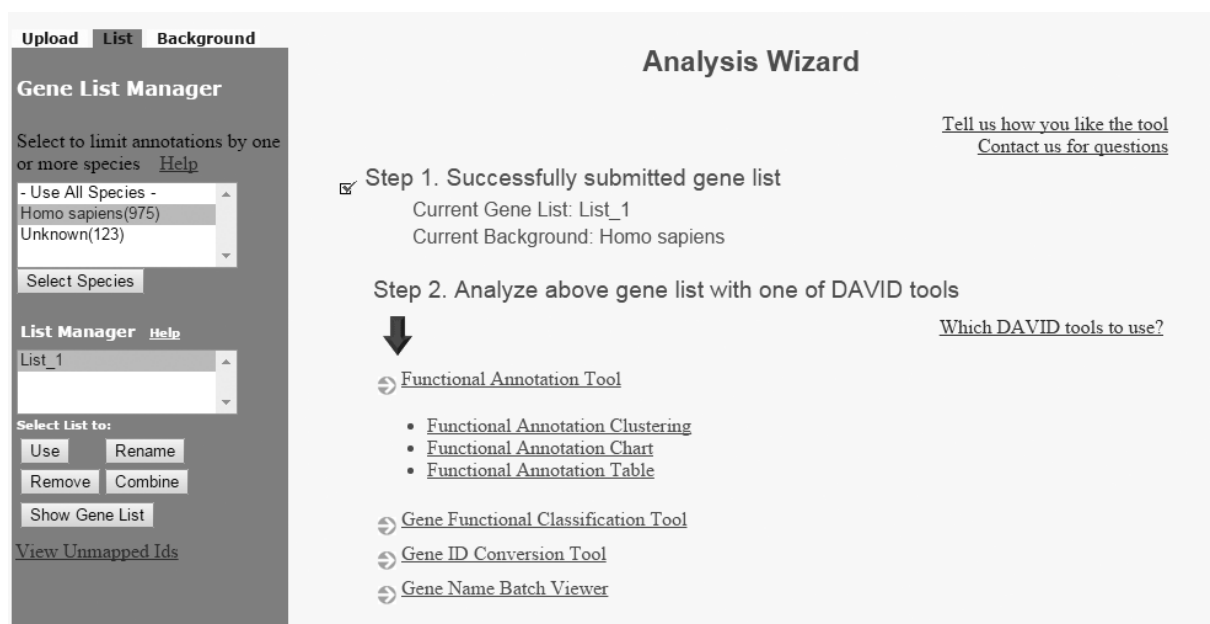 Upload List Background
Gene List Manager
Select to limit annotations by one
or more species Help
- Use All Species -
Homo sapiens(975)
Unknown(123)
Select Species
List Manager Help
List_1
Select List to:
Use Rename
Remove Combine
Show Gene List
View Unmapped Ids
Analysis Wizard
Tell us how you like the tool
Contact us for questions
Step 1. Successfully submitted gene list
Current Gene List: List_1
Current Background: Homo sapiens
Step 2. Analyze above gene list with one of DAVID tools
Which DAVID tools to use?
Functional Annotation Tool
• Functional Annotation Clustering
• Functional Annotation Chart
• Functional Annotation Table
Gene Functional Classification Tool
Gene ID Conversion Tool
Gene Name Batch Viewer